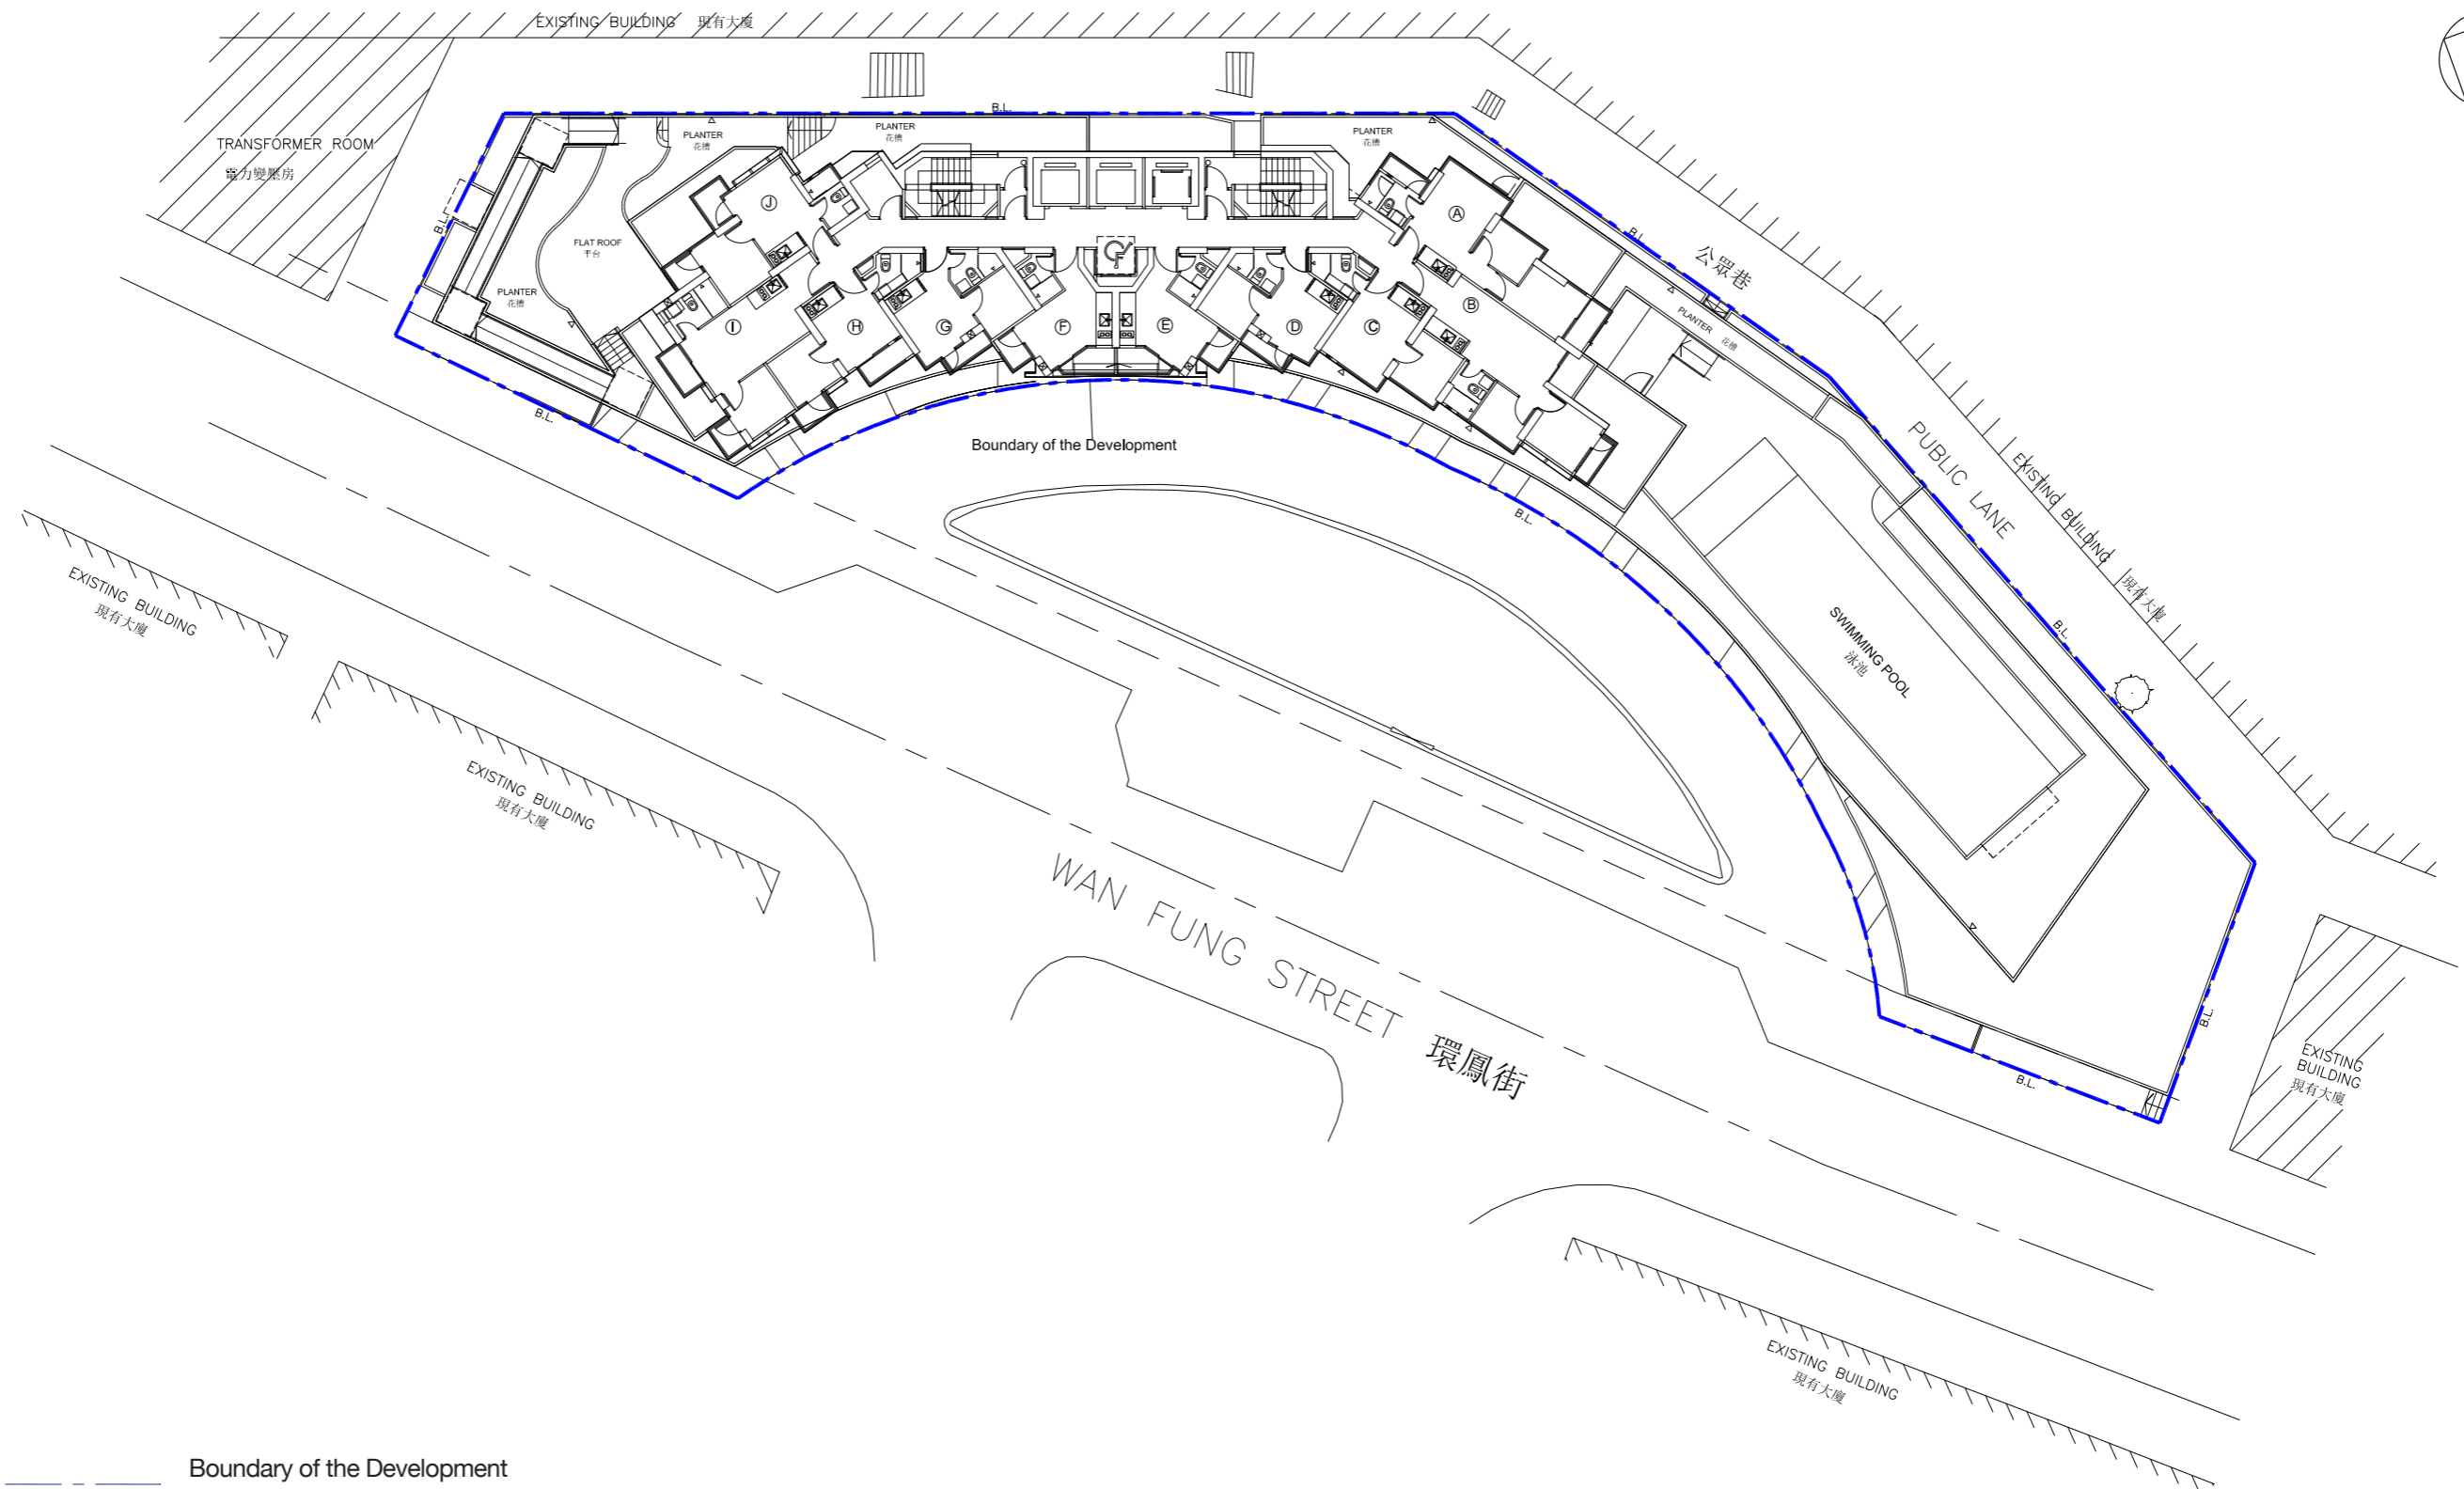 EXISTING BUILDING 現有大廈
TRANSFORMER ROOM
電力變壓房
B.L.
PLANTER
花槽
PLANTER
花槽
PLANTER
花槽
B.L.
FLAT ROOF
平台
PLANTER
花槽
J
A
I
H
G
F
E
D
C
B
B.L.
公眾巷
PLANTER
花槽
B.L.
Boundary of the Development
PUBLIC LANE
EXISTING BUILDING
現有大廈
B.L.
B.L.
SWIMMING POOL
泳池
EXISTING BUILDING
現有大廈
EXISTING BUILDING
現有大廈
WAN FUNG STREET 環鳳街
B.L.
B.L.
EXISTING
BUILDING
現有大廈
EXISTING BUILDING
現有大廈
Boundary of the Development